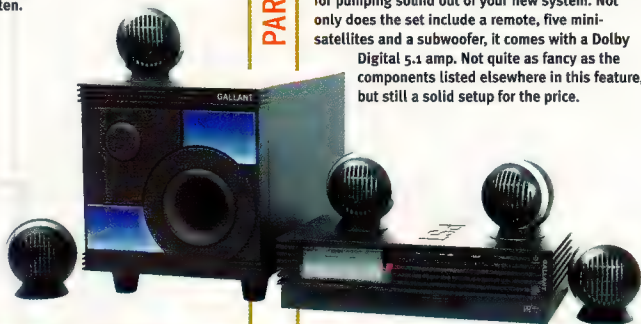 ten.
PAR
for pumping sound out of your new system. Not
only does the set include a remote, five mini-
satellites and a subwoofer, it comes with a Dolby
Digital 5.1 amp. Not quite as fancy as the
components listed elsewhere in this feature,
but still a solid setup for the price.
GALLANT